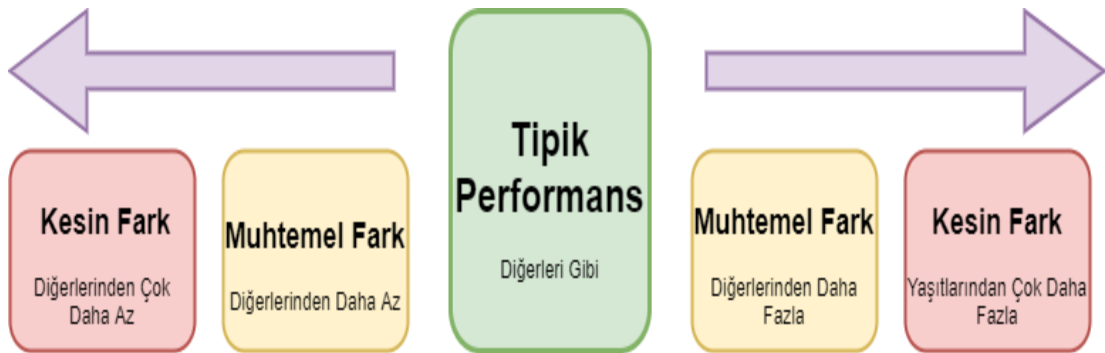 Kesin Fark
Diğerlerinden Çok
Daha Az
Muhtemel Fark
Diğerlerinden Daha Az
Tipik
Performans
Diğerleri Gibi
Muhtemel Fark
Diğerlerinden Daha
Fazla
Kesin Fark
Yaşıtlarından Çok Daha
Fazla